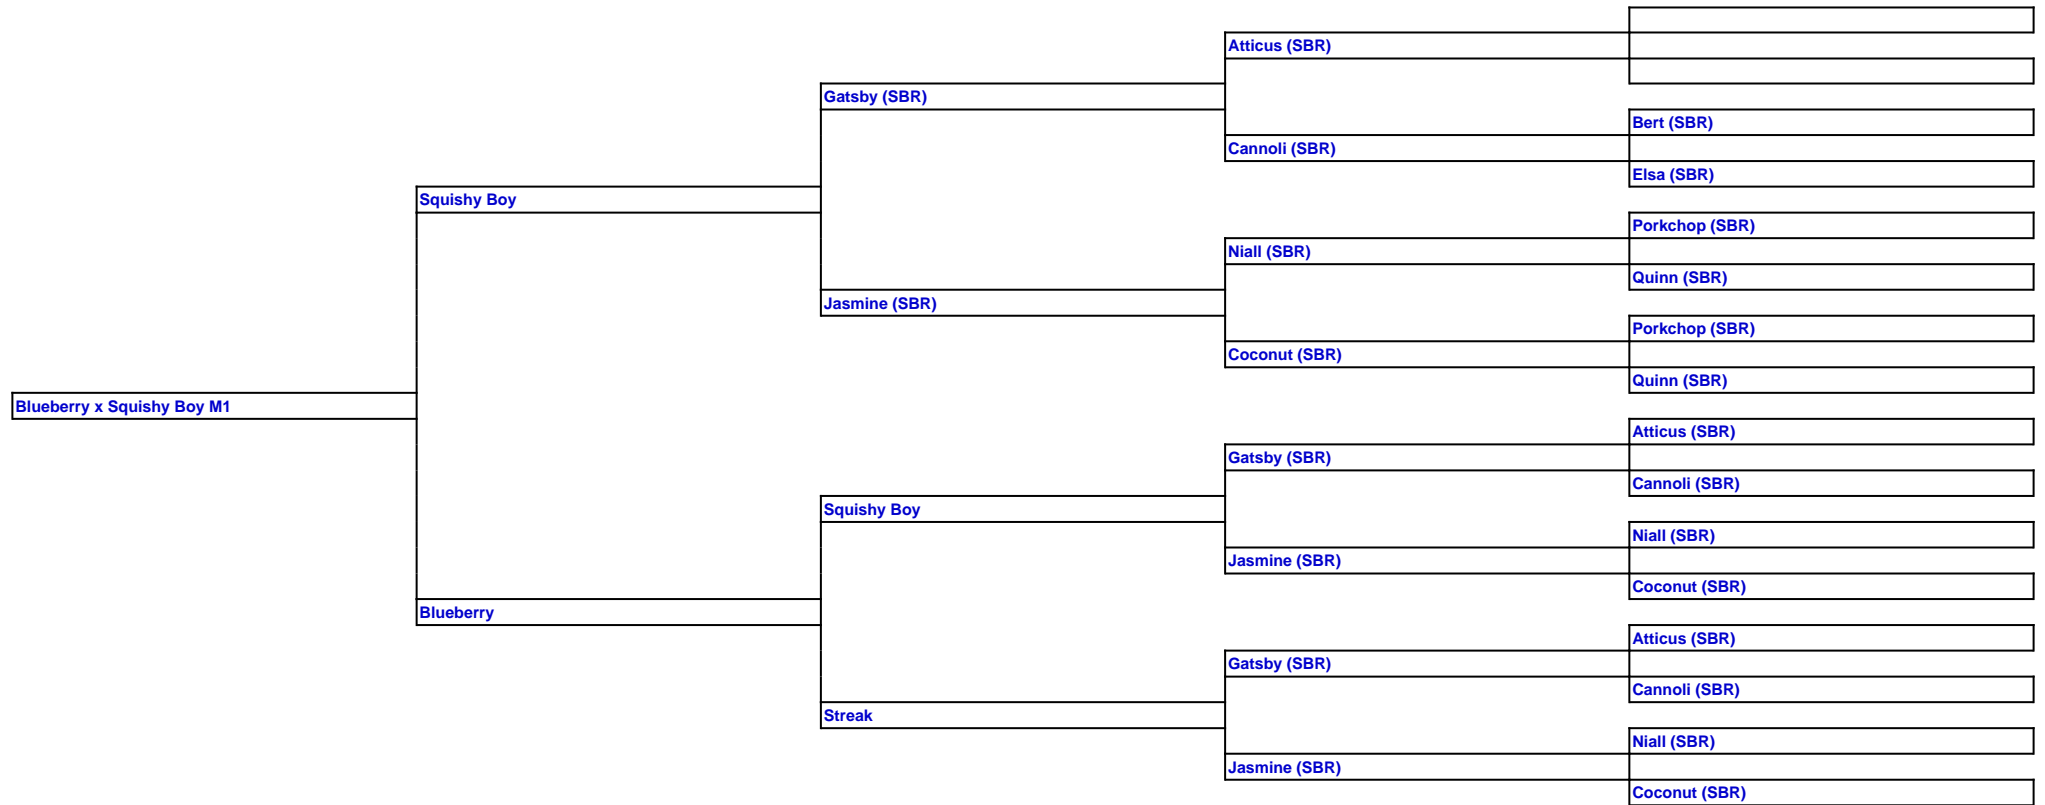 Atticus (SBR)
Gatsby (SBR)
Bert (SBR)
Cannoli (SBR)
Elsa (SBR)
Squishy Boy
Porkchop (SBR)
Niall (SBR)
Quinn (SBR)
Jasmine (SBR)
Porkchop (SBR)
Coconut (SBR)
Quinn (SBR)
Blueberry x Squishy Boy M1
Atticus (SBR)
Gatsby (SBR)
Cannoli (SBR)
Squishy Boy
Niall (SBR)
Jasmine (SBR)
Coconut (SBR)
Blueberry
Atticus (SBR)
Gatsby (SBR)
Cannoli (SBR)
Streak
Niall (SBR)
Jasmine (SBR)
Coconut (SBR)